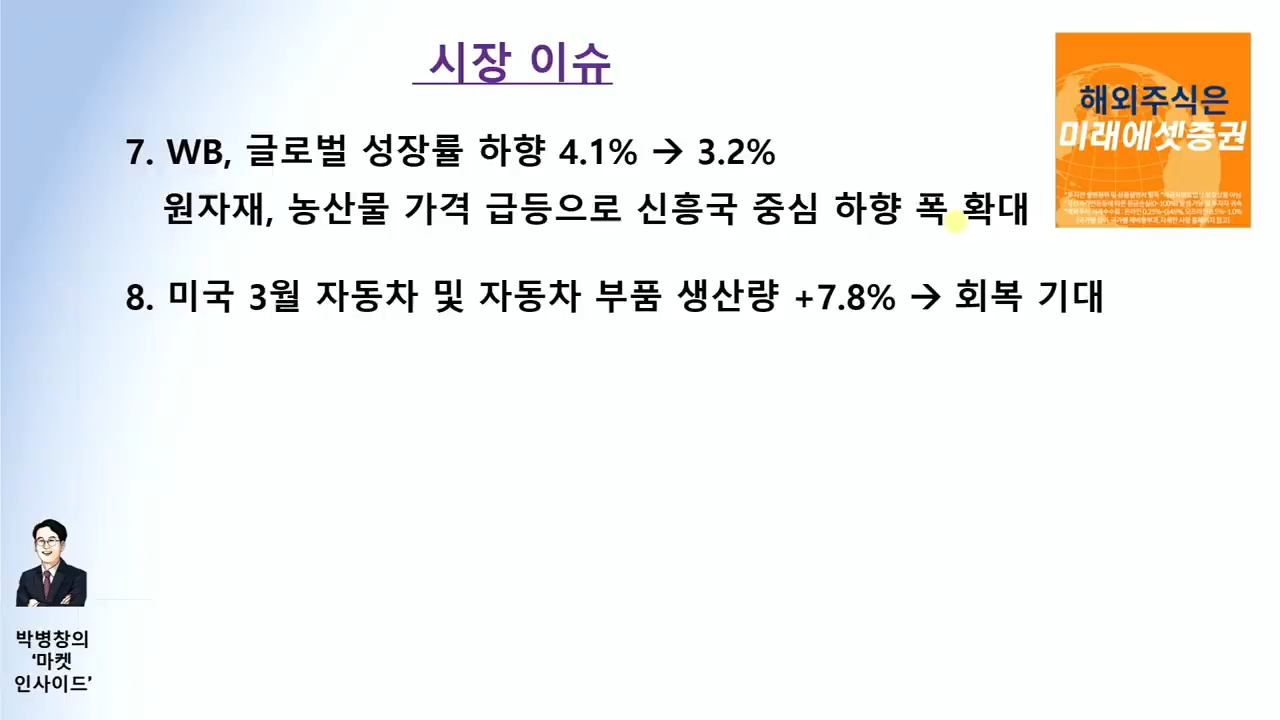 시장 이슈
7. WB, 글로벌 성장률 하향 4.1% → 3.2%
원자재, 농산물 가격 급등으로 신흥국 중심 하향 폭 확대
8. 미국 3월 자동차 및 자동차 부품 생산량 +7.8% → 회복 기대
해외주식은
미래에셋증권
박병창의
‘마켓
인사이드’